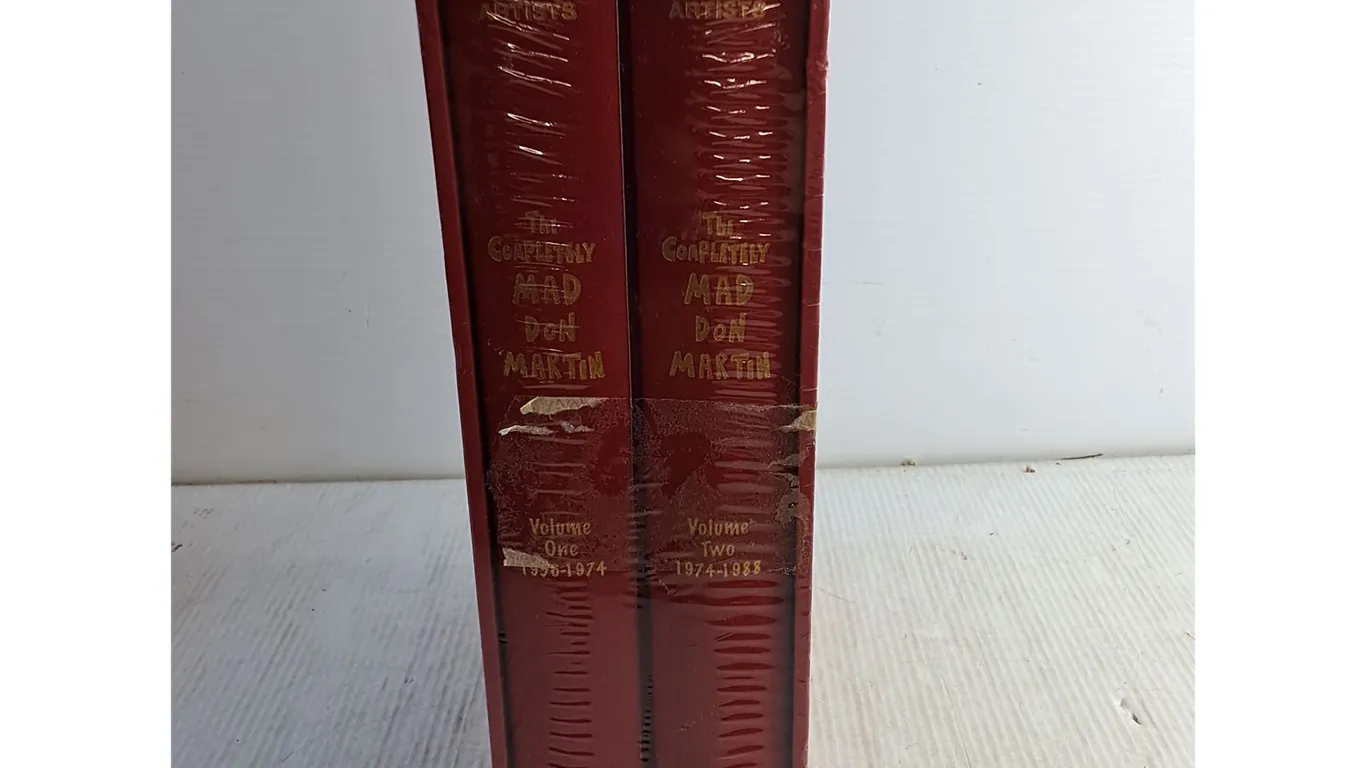 ARTISTS
The
Completely
MAD
DON
MARTIN
Volume
One
1956-1974
ARTISTS
The
Completely
MAD
DON
MARTIN
Volume
Two
1974-1988